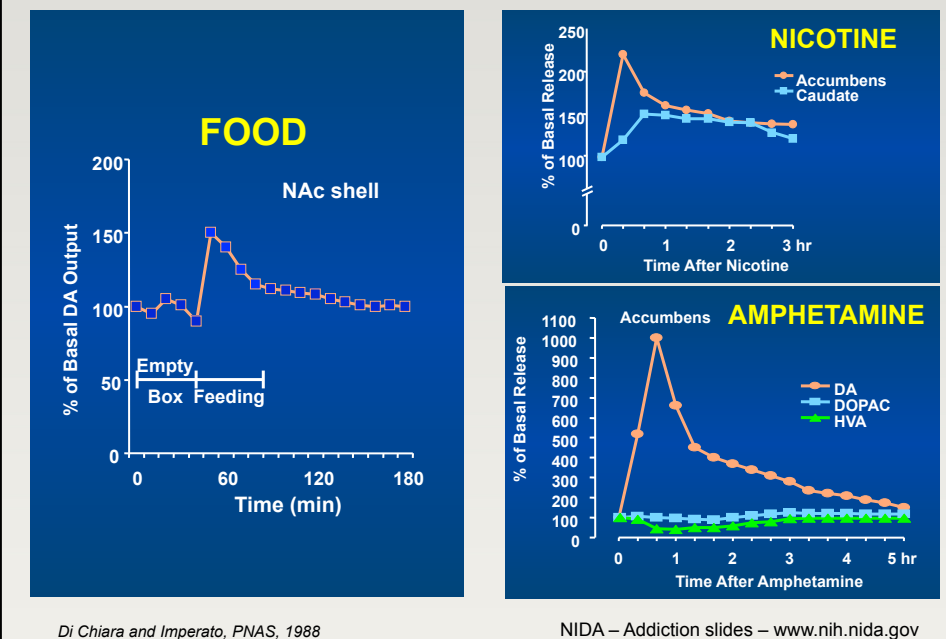 FOOD
NAc shell
% of Basal DA Output
200
150
100
50
0
Empty
Box Feeding
0 60 120 180
Time (min)
NICOTINE
Accumbens
Caudate
% of Basal Release
250
200
150
100
0
0 1 2 3 hr
Time After Nicotine
AMPHETAMINE
Accumbens
DA
DOPAC
HVA
% of Basal Release
1100
1000
900
800
700
600
500
400
300
200
100
0
0 1 2 3 4 5 hr
Time After Amphetamine
Di Chiara and Imperato, PNAS, 1988
NIDA – Addiction slides – www.nih.nida.gov